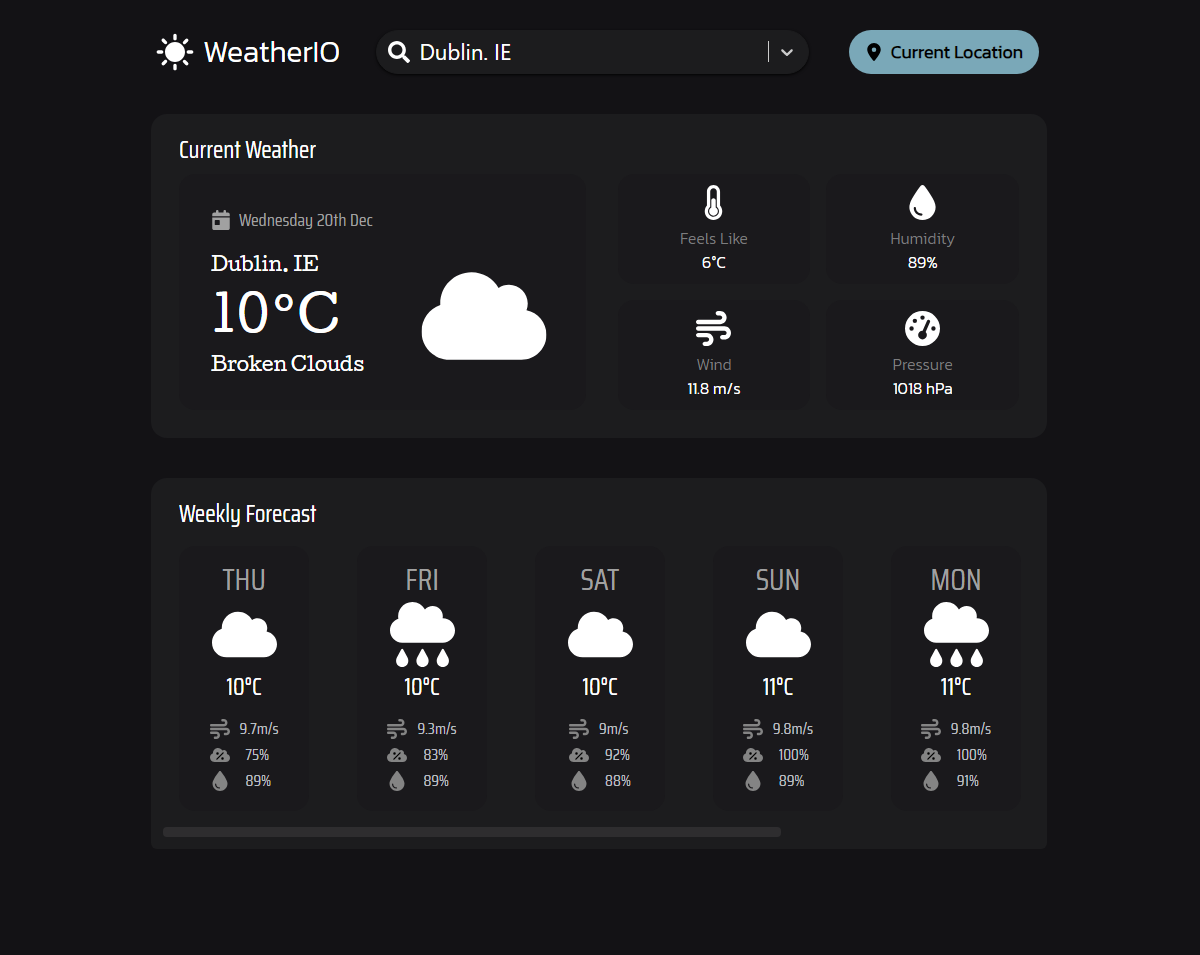 WeatherIO
Dublin. IE
Current Location
Current Weather
Wednesday 20th Dec
Dublin. IE
10°C
Broken Clouds
Feels Like
6°C
Humidity
89%
Wind
11.8 m/s
Pressure
1018 hPa
Weekly Forecast
THU
10°C
9.7m/s
75%
89%
FRI
10°C
9.3m/s
83%
89%
SAT
10°C
9m/s
92%
88%
SUN
11°C
9.8m/s
100%
89%
MON
11°C
9.8m/s
100%
91%